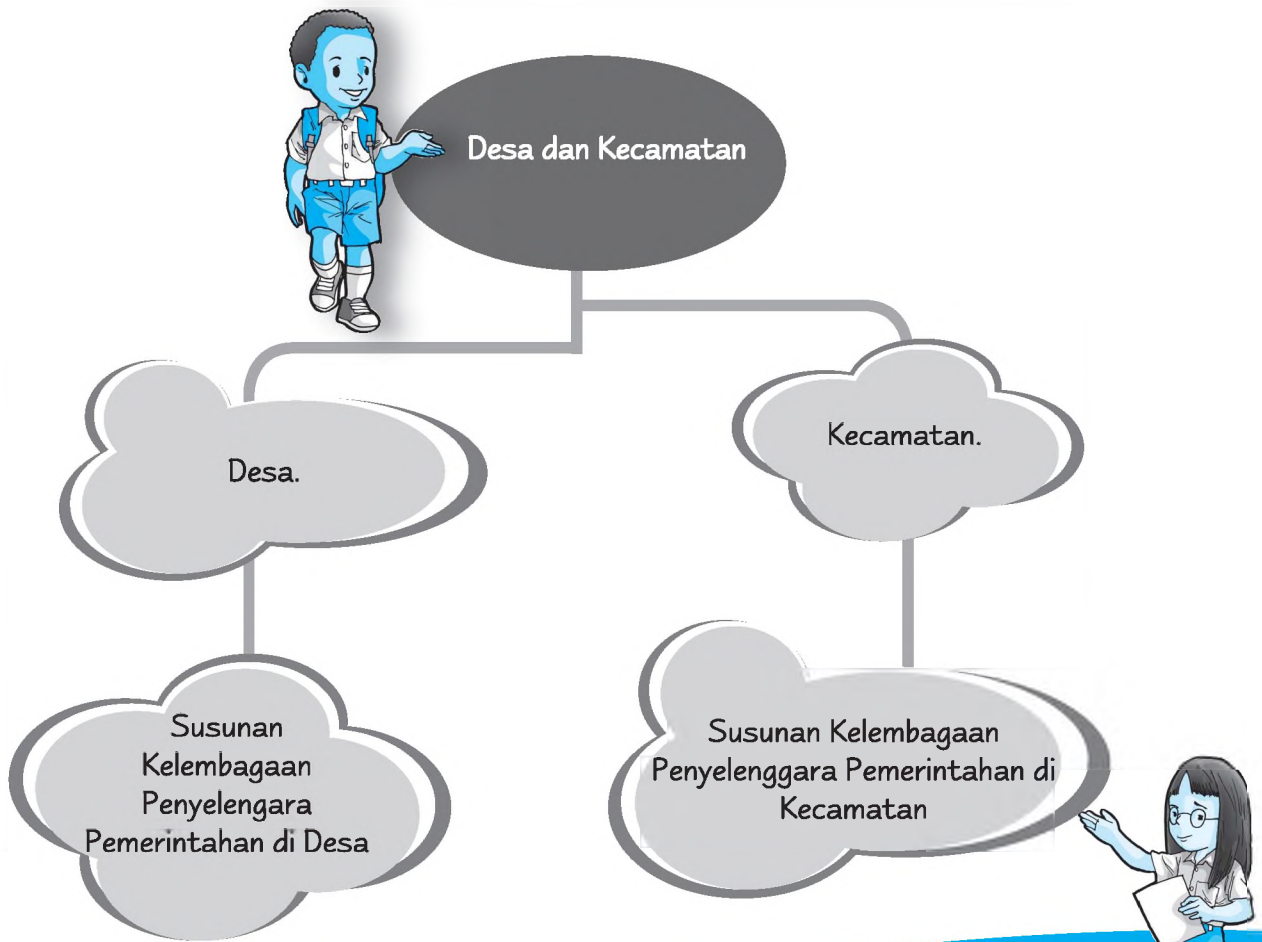 Desa dan Kecamatan
Desa.
Kecamatan.
Susunan
Kelembagaan
Penyelengara
Pemerintahan di Desa
Susunan Kelembagaan
Penyelenggara Pemerintahan di
Kecamatan